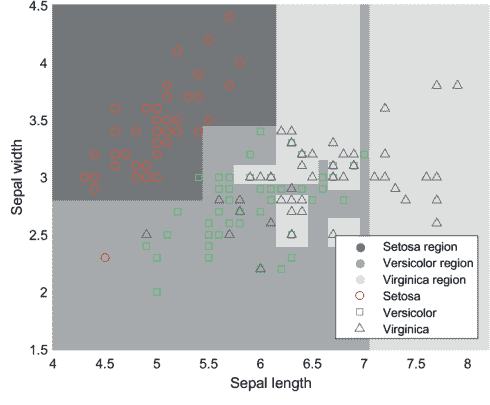 4.5
4
3.5
3
2.5
2
1.5
Sepal width
4 4.5 5 5.5 6 6.5 7 7.5 8
Sepal length
Setosa region
Versicolor region
Virginica region
Setosa
Versicolor
Virginica